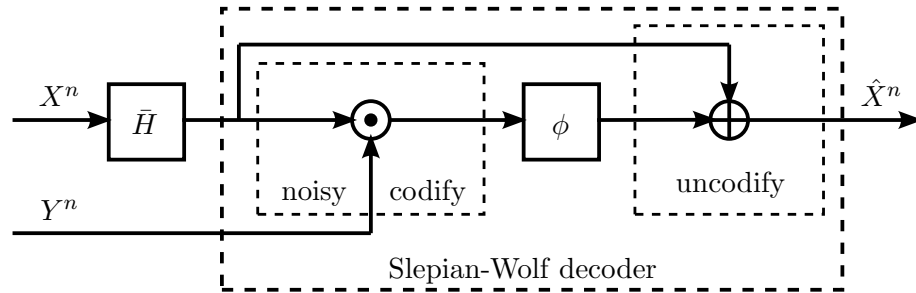 X^n
H̄
ϕ
X̂^n
noisy codify
uncodify
Y^n
Slepian-Wolf decoder